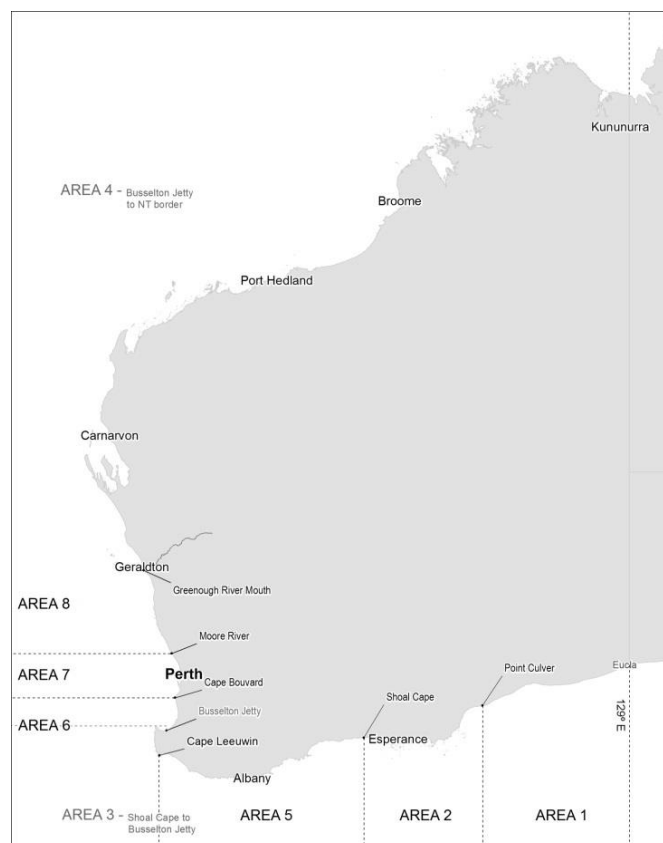 Kununurra
AREA 4 - Busselton Jetty
to NT border
Broome
Port Hedland
Carnarvon
Geraldton
Greenough River Mouth
AREA 8
Moore River
AREA 7
Perth
Cape Bouvard
Point Culver
Eucla
Shoal Cape
Busselton Jetty
AREA 6
129º E
Cape Leeuwin
Esperance
Albany
AREA 3 - Shoal Cape to
Busselton Jetty
AREA 5
AREA 2
AREA 1